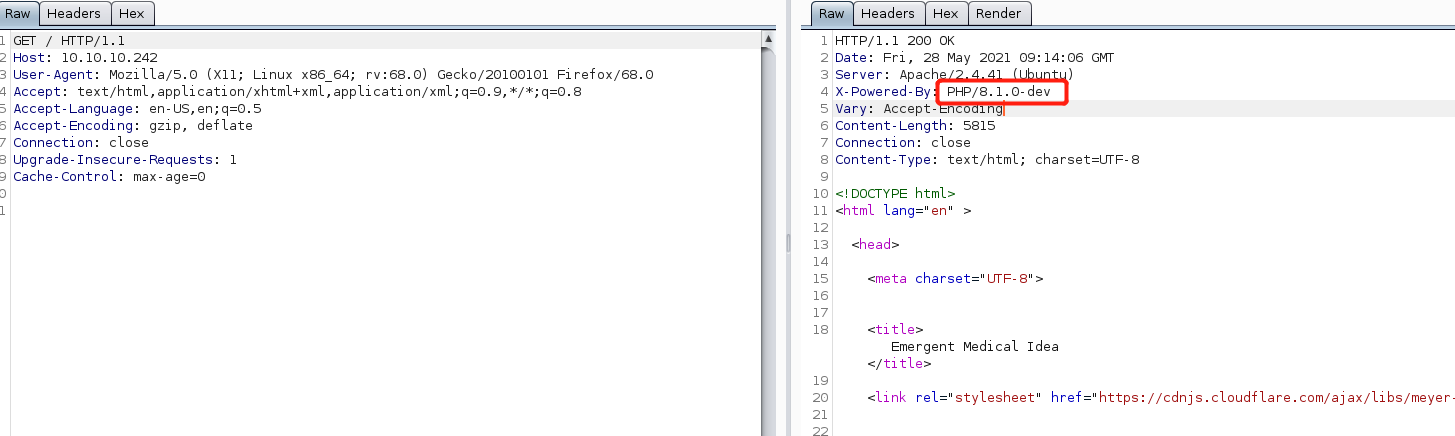 Raw Headers Hex
1 GET / HTTP/1.1
2 Host: 10.10.10.242
3 User-Agent: Mozilla/5.0 (X11; Linux x86_64; rv:68.0) Gecko/20100101 Firefox/68.0
4 Accept: text/html,application/xhtml+xml,application/xml;q=0.9,*/*;q=0.8
5 Accept-Language: en-US,en;q=0.5
6 Accept-Encoding: gzip, deflate
7 Connection: close
8 Upgrade-Insecure-Requests: 1
9 Cache-Control: max-age=0
0
1
Raw Headers Hex Render
1 HTTP/1.1 200 OK
2 Date: Fri, 28 May 2021 09:14:06 GMT
3 Server: Apache/2.4.41 (Ubuntu)
4 X-Powered-By: PHP/8.1.0-dev
5 Vary: Accept-Encoding
6 Content-Length: 5815
7 Connection: close
8 Content-Type: text/html; charset=UTF-8
9
10 <!DOCTYPE html>
11 <html lang="en" >
12
13 <head>
14
15 <meta charset="UTF-8">
16
17
18 <title>
Emergent Medical Idea
</title>
19
20 <link rel="stylesheet" href="https://cdnjs.cloudflare.com/ajax/libs/meyer-
21
22